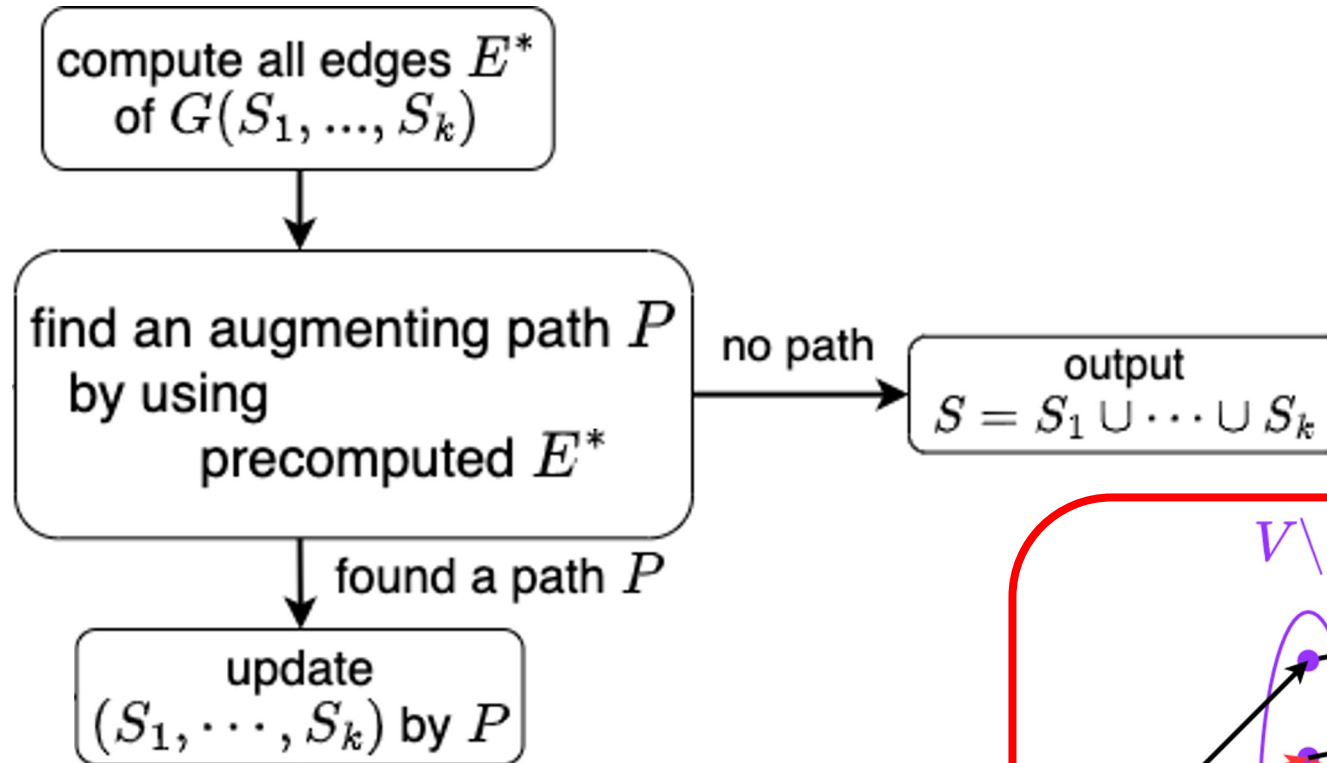 compute all edges E*
of G(S₁, ..., Sₖ)
find an augmenting path P
by using
precomputed E*
no path
output
S = S₁ ∪ ⋯ ∪ Sₖ
found a path P
update
(S₁, ⋯ , Sₖ) by P
V\